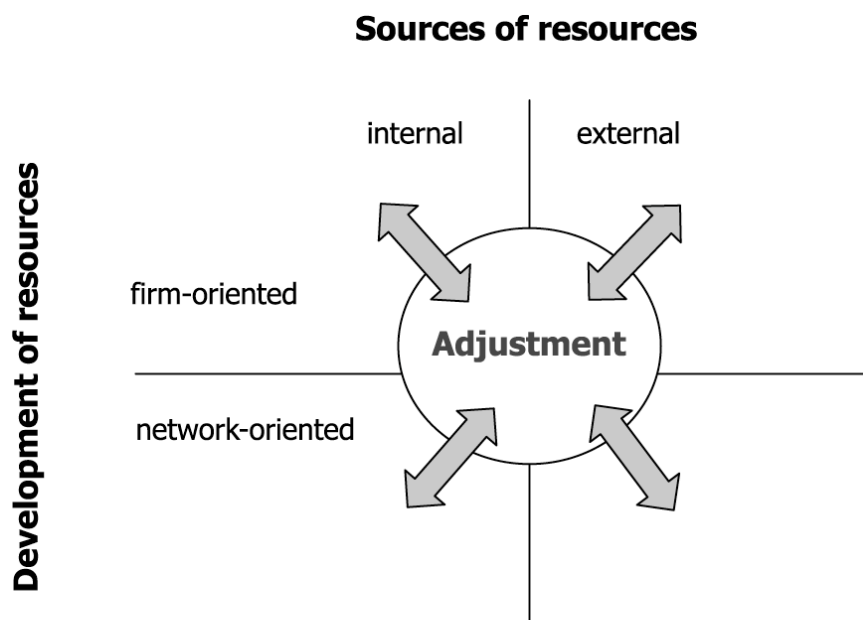 Sources of resources
internal
external
Development of resources
firm-oriented
Adjustment
network-oriented